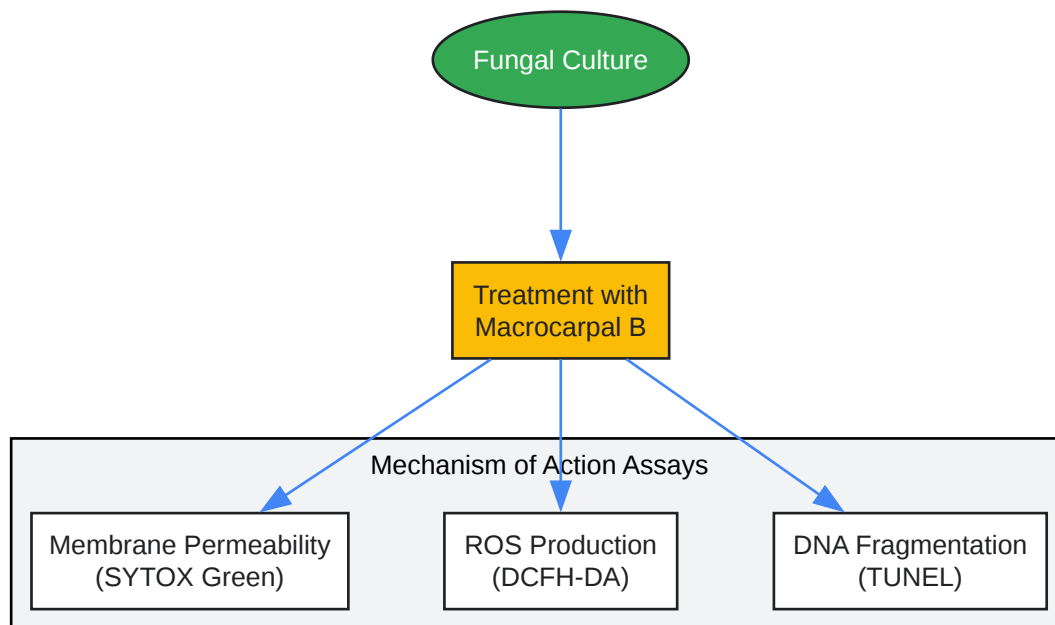 Fungal Culture
Treatment with
Macrocarpal B
Mechanism of Action Assays
Membrane Permeability
(SYTOX Green)
ROS Production
(DCFH-DA)
DNA Fragmentation
(TUNEL)